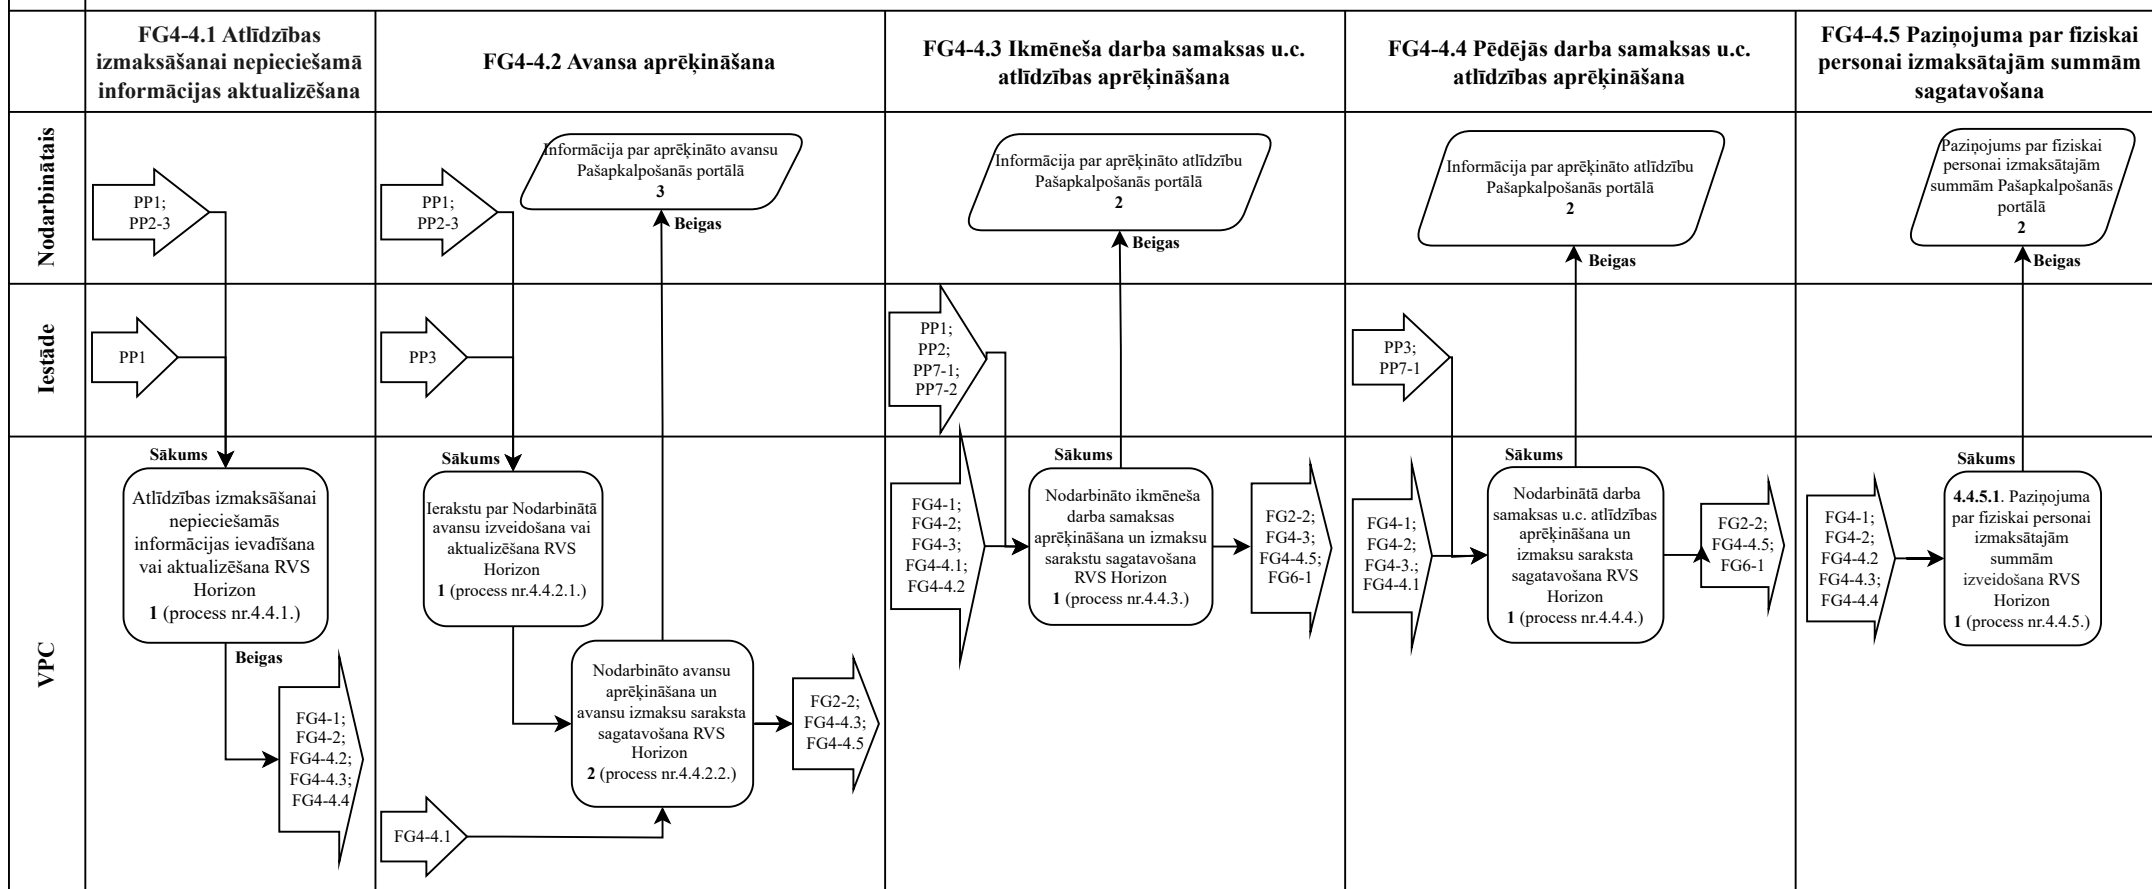 FG4-4.1 Atlīdzības
izmaksāšanai nepieciešamā
informācijas aktualizēšana
FG4-4.2 Avansa aprēķināšana
FG4-4.3 Ikmēneša darba samaksas u.c.
atlīdzības aprēķināšana
FG4-4.4 Pēdējās darba samaksas u.c.
atlīdzības aprēķināšana
FG4-4.5 Paziņojuma par fiziskai
personai izmaksātajām summām
sagatavošana
Nodarbinātais
PP1;
PP2-3
PP1;
PP2-3
Informācija par aprēķināto avansu
Pašapkalpošanās portālā
3
Beigas
Informācija par aprēķināto atlīdzību
Pašapkalpošanās portālā
2
Beigas
Informācija par aprēķināto atlīdzību
Pašapkalpošanās portālā
2
Beigas
Paziņojums par fiziskai
personai izmaksātajām
summām Pašapkalpošanās
portālā
2
Beigas
Iestāde
PP1
PP3
PP1;
PP2;
PP7-1;
PP7-2
PP3;
PP7-1
VPC
Sākums
Atlīdzības izmaksāšanai
nepieciešamās
informācijas ievadīšana
vai aktualizēšana RVS
Horizon
1 (process nr.4.4.1.)
Beigas
FG4-1;
FG4-2;
FG4-4.2;
FG4-4.3;
FG4-4.4
Sākums
Ierakstu par Nodarbinātā
avansu izveidošana vai
aktualizēšana RVS
Horizon
1 (process nr.4.4.2.1.)
Nodarbināto avansu
aprēķināšana un
avansu izmaksu saraksta
sagatavošana RVS
Horizon
2 (process nr.4.4.2.2.)
FG4-4.1
FG2-2;
FG4-4.3;
FG4-4.5
FG4-1;
FG4-2;
FG4-3;
FG4-4.1;
FG4-4.2
Sākums
Nodarbināto ikmēneša
darba samaksas
aprēķināšana un izmaksu
sarakstu sagatavošana
RVS Horizon
1 (process nr.4.4.3.)
FG2-2;
FG4-3;
FG4-4.5;
FG6-1
FG4-1;
FG4-2;
FG4-3.;
FG4-4.1
Sākums
Nodarbinātā darba
samaksas u.c. atlīdzības
aprēķināšana un
izmaksu saraksta
sagatavošana RVS
Horizon
1 (process nr.4.4.4.)
FG2-2;
FG4-4.5;
FG6-1
FG4-1;
FG4-2;
FG4-4.2
FG4-4.3;
FG4-4.4
Sākums
4.4.5.1. Paziņojuma
par fiziskai personai
izmaksātajām
summām
izveidošana RVS
Horizon
1 (process nr.4.4.5.)